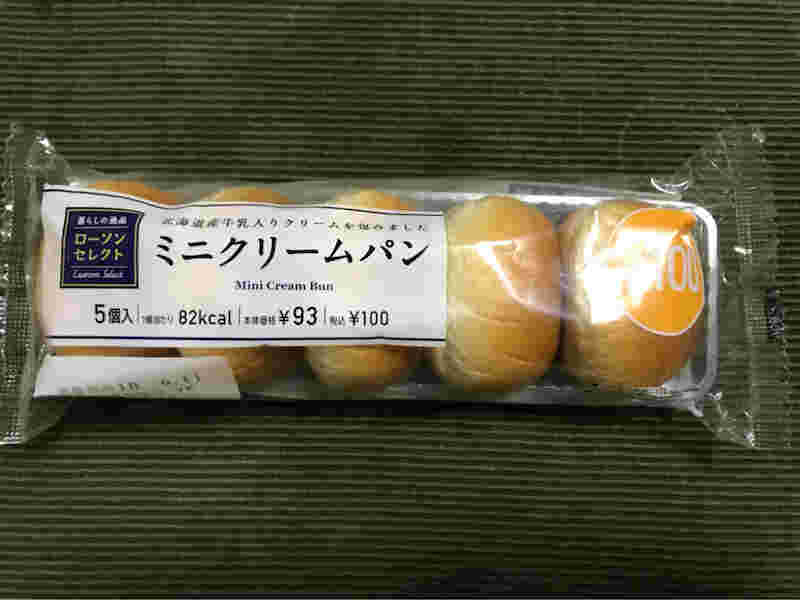 北海道産牛乳入りクリームを包みました
暮らしの逸品
ローソン
セレクト
Lawson Select
ミニクリームパン
Mini Cream Bun
5個入 1個当たり 82kcal 本体価格 ¥93 税込 ¥100